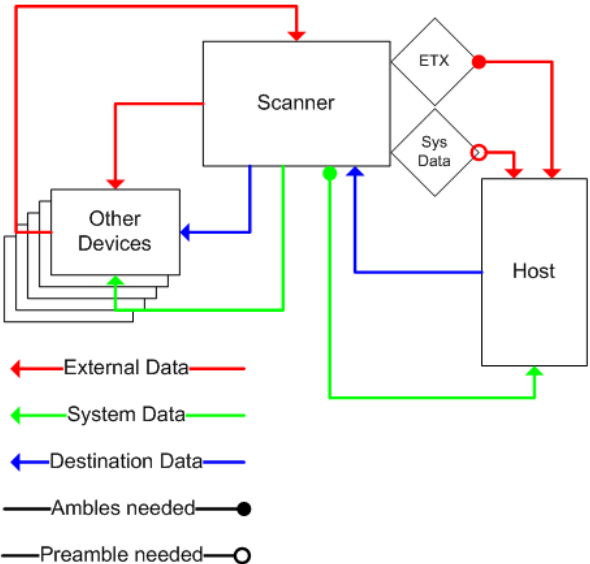 ETX
Scanner
Sys
Data
Other
Devices
Host
External Data
System Data
Destination Data
Ambles needed
Preamble needed